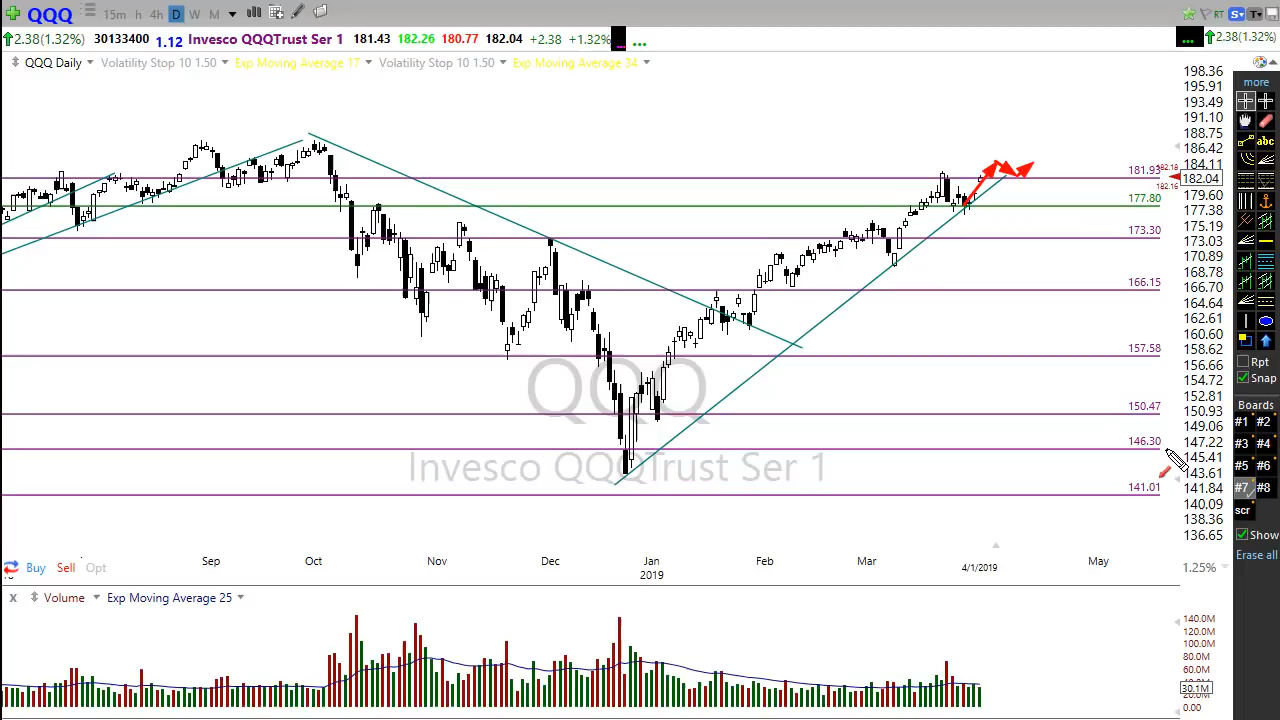 QQQ 15m h 4h D W M RT S T
2.38(1.32%) 30133400 1.12 Invesco QQQTrust Ser 1 181.43 182.26 180.77 182.04 +2.38 +1.32% ... ... 2.38(1.32%)
QQQ Daily Volatility Stop 10 1.50 Exp Moving Average 17 Volatility Stop 10 1.50 Exp Moving Average 34
more
abc
198.36
195.91
193.49
191.10
188.75
186.42
184.11
181.93 182.18
182.04
182.16
179.60
177.80
177.38
175.19
173.30
173.03
170.89
168.78
166.15
166.70
164.64
162.61
160.60
157.58
158.62
156.66
154.72
152.81
150.47
150.93
149.06
146.30
147.22
145.41
143.61
141.01
141.84
140.09
138.36
136.65
QQQ
Invesco QQQTrust Ser 1
Rpt
Snap
Boards
#1 #2
#3 #4
#5 #6
#7 #8
scr
Show
Erase all
Sep Oct Nov Dec Jan Feb Mar 4/1/2019 May
2019
Buy Sell Opt
1.25%
X Volume Exp Moving Average 25
140.0M
120.0M
100.0M
80.0M
60.0M
40.0M
30.1M
20.0M
0.00